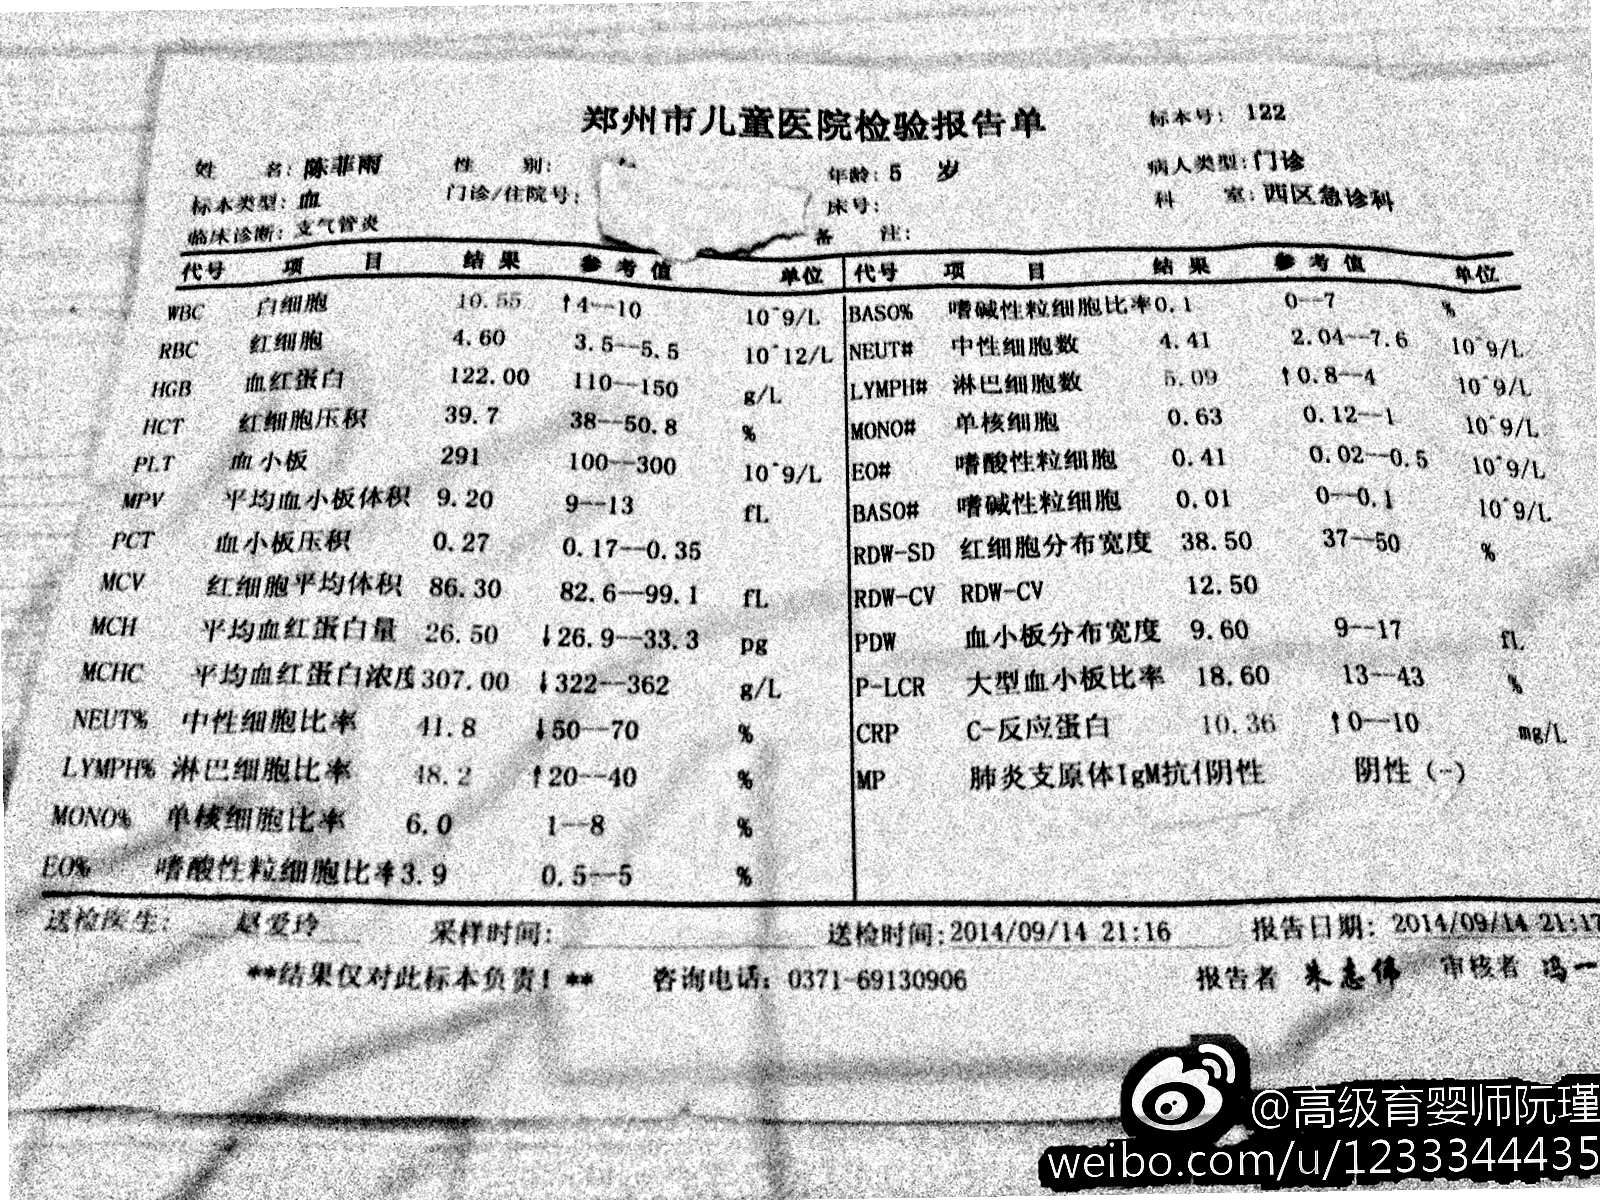 郑州市儿童医院检验报告单 标本号: 122
姓 名: 陈菲雨 性 别: 年龄: 5 岁 病人类型: 门诊
标本类型: 血 门诊/住院号: 床号: 科 室: 西区急诊科
临床诊断: 支气管炎 备 注:
代号 项 目 结 果 参 考 值 单位 代号 项 目 结 果 参 考 值 单位
WBC 白细胞 10.55 ↑4--10 10^9/L BASO% 嗜碱性粒细胞比率0.1 0--7 %
RBC 红细胞 4.60 3.5--5.5 10^12/L NEUT# 中性细胞数 4.41 2.04--7.6 10^9/L
HGB 血红蛋白 122.00 110--150 g/L LYMPH# 淋巴细胞数 5.09 ↑0.8--4 10^9/L
HCT 红细胞压积 39.7 38--50.8 % MONO# 单核细胞 0.63 0.12--1 10^9/L
PLT 血小板 291 100--300 10^9/L EO# 嗜酸性粒细胞 0.41 0.02--0.5 10^9/L
MPV 平均血小板体积 9.20 9--13 fL BASO# 嗜碱性粒细胞 0.01 0--0.1 10^9/L
PCT 血小板压积 0.27 0.17--0.35 RDW-SD 红细胞分布宽度 38.50 37--50 %
MCV 红细胞平均体积 86.30 82.6--99.1 fL RDW-CV RDW-CV 12.50
MCH 平均血红蛋白量 26.50 ↓26.9--33.3 pg PDW 血小板分布宽度 9.60 9--17 fL
MCHC 平均血红蛋白浓度307.00 ↓322--362 g/L P-LCR 大型血小板比率 18.60 13--43 %
NEUT% 中性细胞比率 41.8 ↓50--70 % CRP C-反应蛋白 10.36 ↑0--10 mg/L
LYMPH% 淋巴细胞比率 48.2 ↑20--40 % MP 肺炎支原体IgM抗阴性 阴性 (-)
MONO% 单核细胞比率 6.0 1--8 %
EO% 嗜酸性粒细胞比率3.9 0.5--5 %
送检医生: 赵爱玲 采样时间: 送检时间:2014/09/14 21:16 报告日期: 2014/09/14 21:17
**结果仅对此标本负责! ** 咨询电话: 0371-69130906 报告者 审核者 冯一
@高级育婴师阮瑾
weibo.com/u/1233344435